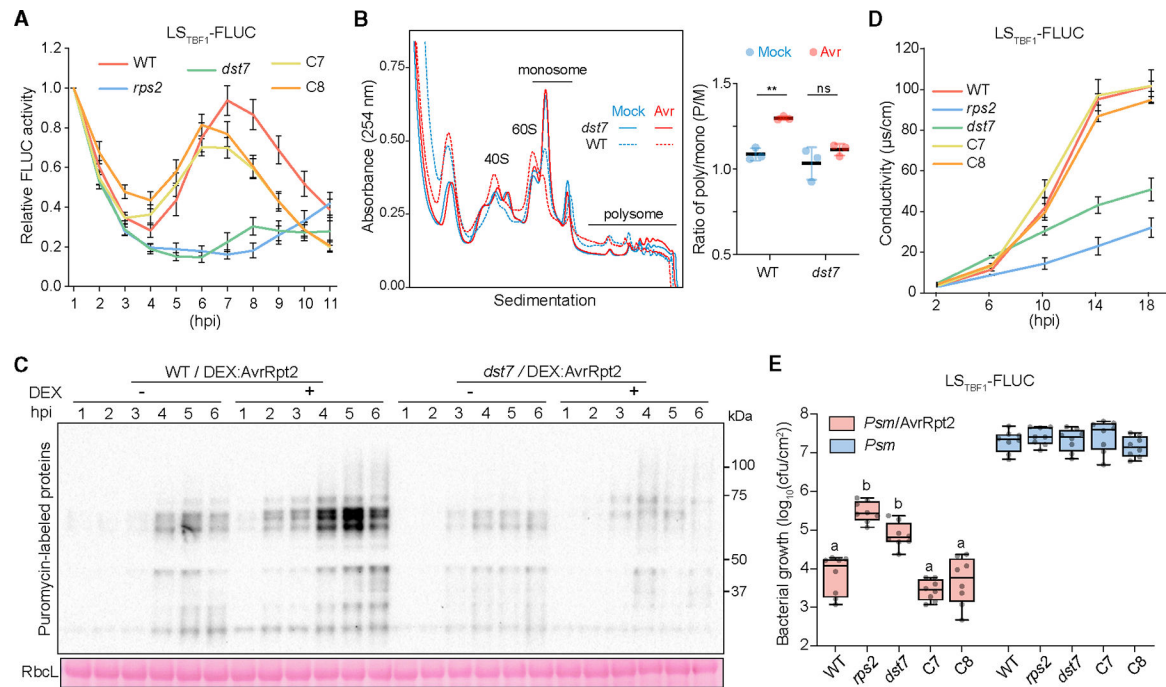 A
LS_TBF1-FLUC
WT
dst7
C7
rps2
C8
Relative FLUC activity
1.2
1.0
0.8
0.6
0.4
0.2
0.0
1 2 3 4 5 6 7 8 9 10 11
(hpi)
B
Absorbance (254 nm)
0.75
0.50
0.25
0.00
monosome
60S
40S
Mock Avr
dst7
WT
polysome
Sedimentation
Mock Avr
Ratio of poly/mono (P/M)
1.5
1.0
0.5
** ns
WT dst7
D
LS_TBF1-FLUC
WT
rps2
dst7
C7
C8
Conductivity (µs/cm)
120
100
80
60
40
20
0
2 6 10 14 18
(hpi)
C
WT / DEX:AvrRpt2 dst7 / DEX:AvrRpt2
DEX - + - +
hpi 1 2 3 4 5 6 1 2 3 4 5 6 1 2 3 4 5 6 1 2 3 4 5 6 kDa
Puromycin-labeled proteins
100
75
50
37
RbcL
E
LS_TBF1-FLUC
Psm/AvrRpt2
Psm
Bacterial growth (log10(cfu/cm²))
8
7
6
5
4
3
2
a b b a a
WT rps2 dst7 C7 C8 WT rps2 dst7 C7 C8